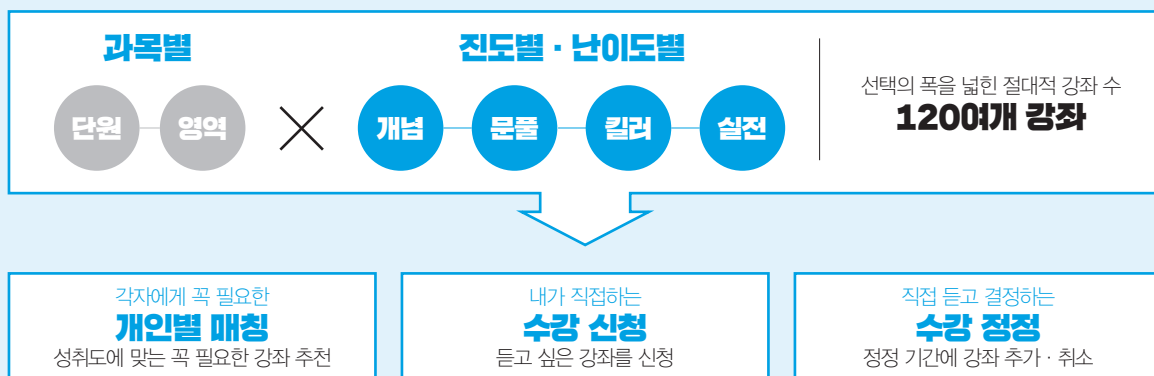 과목별
진도별 · 난이도별
단원
영역
개념
문풀
킬러
실전
선택의 폭을 넓힌 절대적 강좌 수
120여개 강좌
각자에게 꼭 필요한
개인별 매칭
성취도에 맞는 꼭 필요한 강좌 추천
내가 직접하는
수강 신청
듣고 싶은 강좌를 신청
직접 듣고 결정하는
수강 정정
정정 기간에 강좌 추가 · 취소